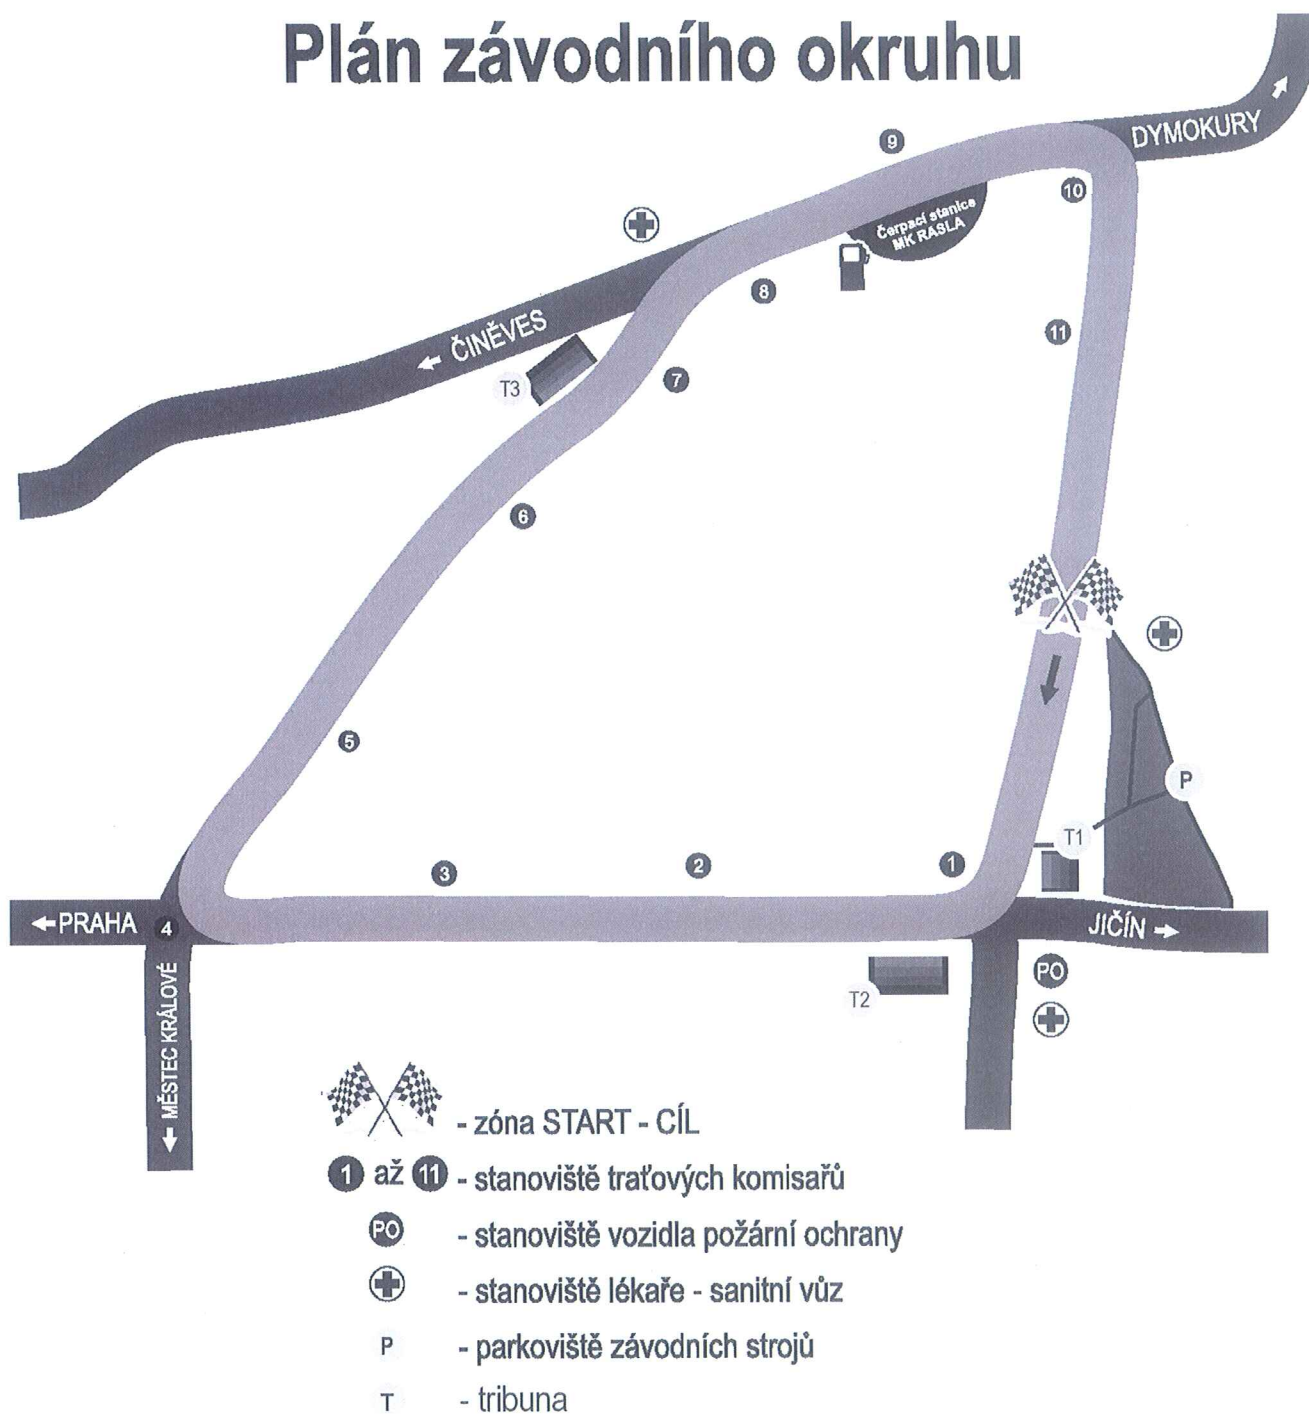 Plán závodního okruhu
DYMOKURY
9
10
Čerpací stanice
MK RASLA
8
11
ČINĚVES
T3
7
6
5
P
T1
3
2
1
PRAHA
4
JIČÍN
MĚSTEC KRÁLOVÉ
T2
PO
- zóna START - CÍL
1 až 11 - stanoviště traťových komisařů
PO - stanoviště vozidla požární ochrany
- stanoviště lékaře - sanitní vůz
P - parkoviště závodních strojů
T - tribuna